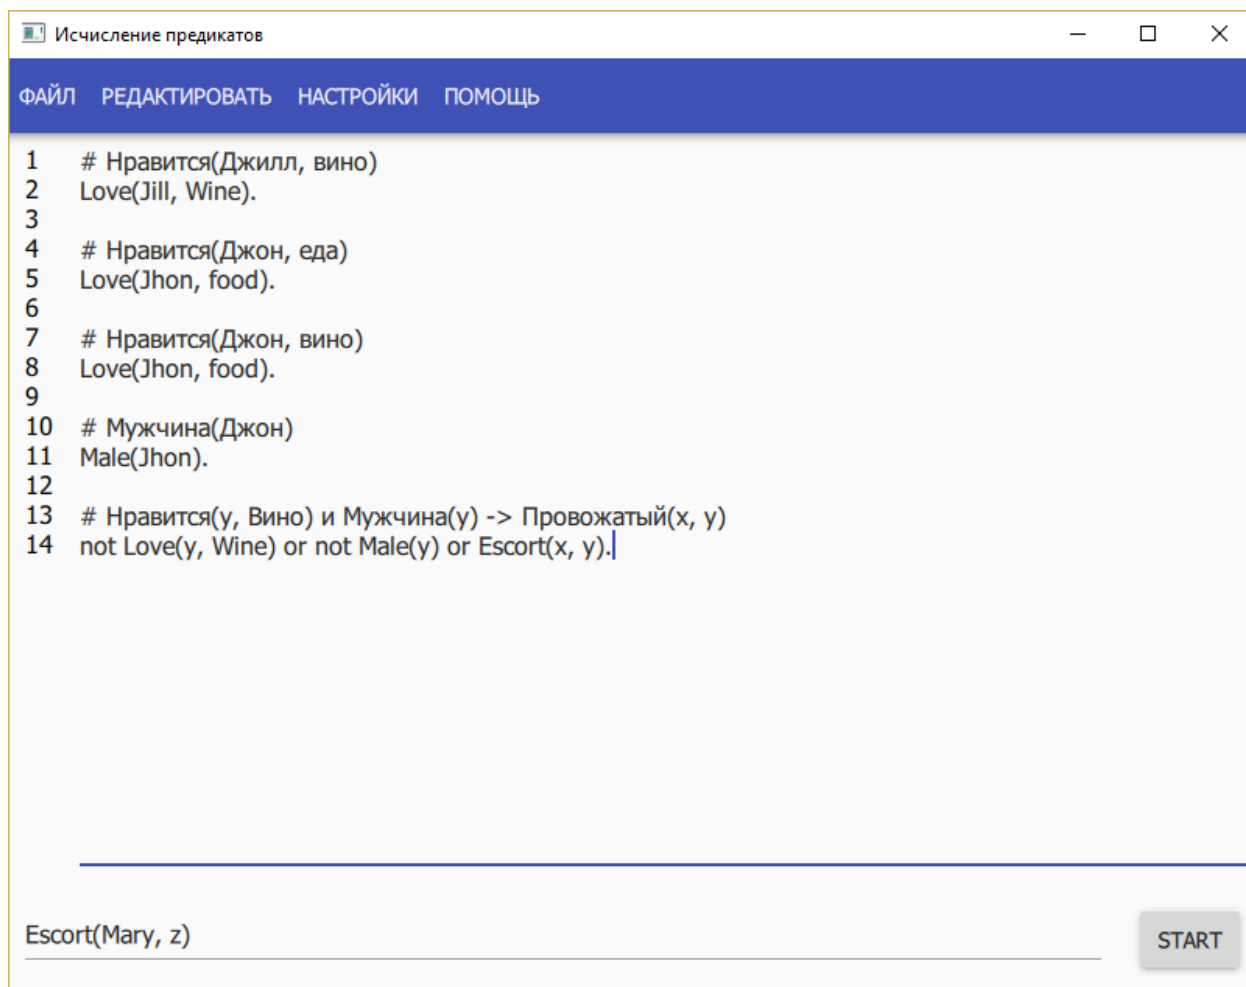 Исчисление предикатов
ФАЙЛ РЕДАКТИРОВАТЬ НАСТРОЙКИ ПОМОЩЬ
1 # Нравится(Джилл, вино)
2 Love(Jill, Wine).
3
4 # Нравится(Джон, еда)
5 Love(Jhon, food).
6
7 # Нравится(Джон, вино)
8 Love(Jhon, food).
9
10 # Мужчина(Джон)
11 Male(Jhon).
12
13 # Нравится(y, Вино) и Мужчина(y) -> Провожатый(x, y)
14 not Love(y, Wine) or not Male(y) or Escort(x, y).
Escort(Mary, z)
START